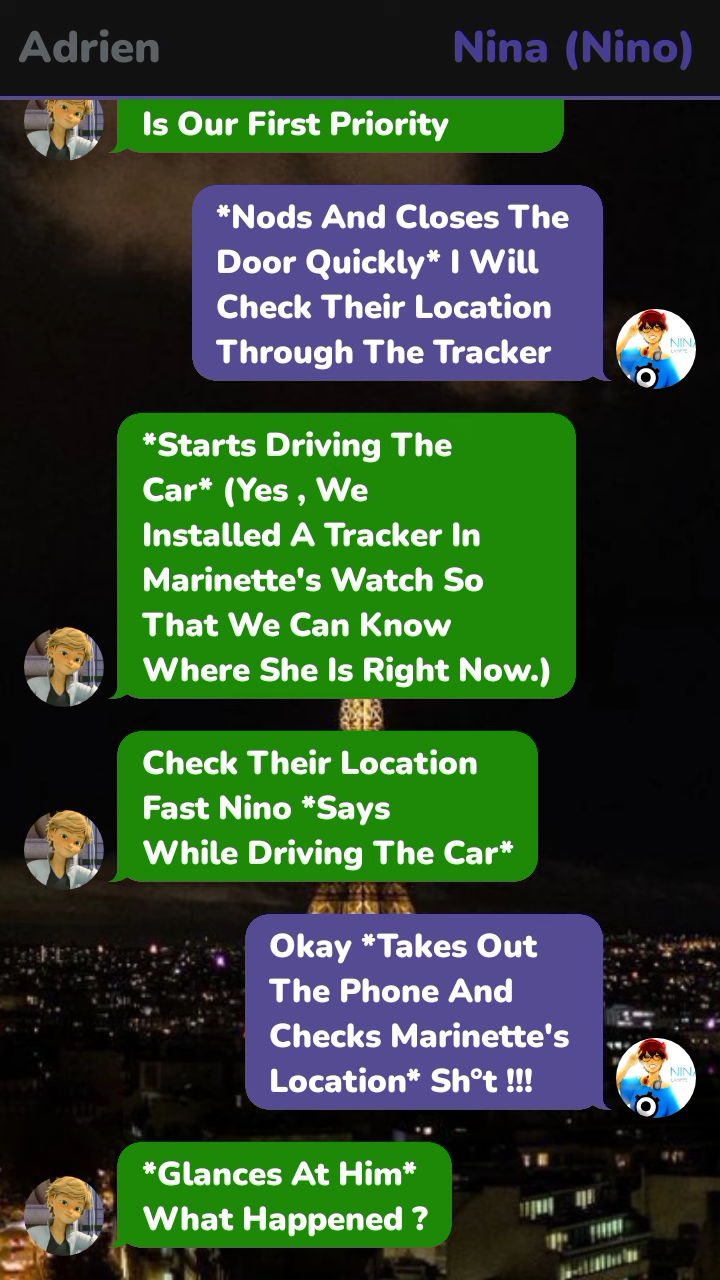 Adrien
Nina (Nino)
Is Our First Priority
*Nods And Closes The
Door Quickly* I Will
Check Their Location
Through The Tracker
*Starts Driving The
Car* (Yes , We
Installed A Tracker In
Marinette's Watch So
That We Can Know
Where She Is Right Now.)
Check Their Location
Fast Nino *Says
While Driving The Car*
Okay *Takes Out
The Phone And
Checks Marinette's
Location* Sh°t !!!
*Glances At Him*
What Happened ?